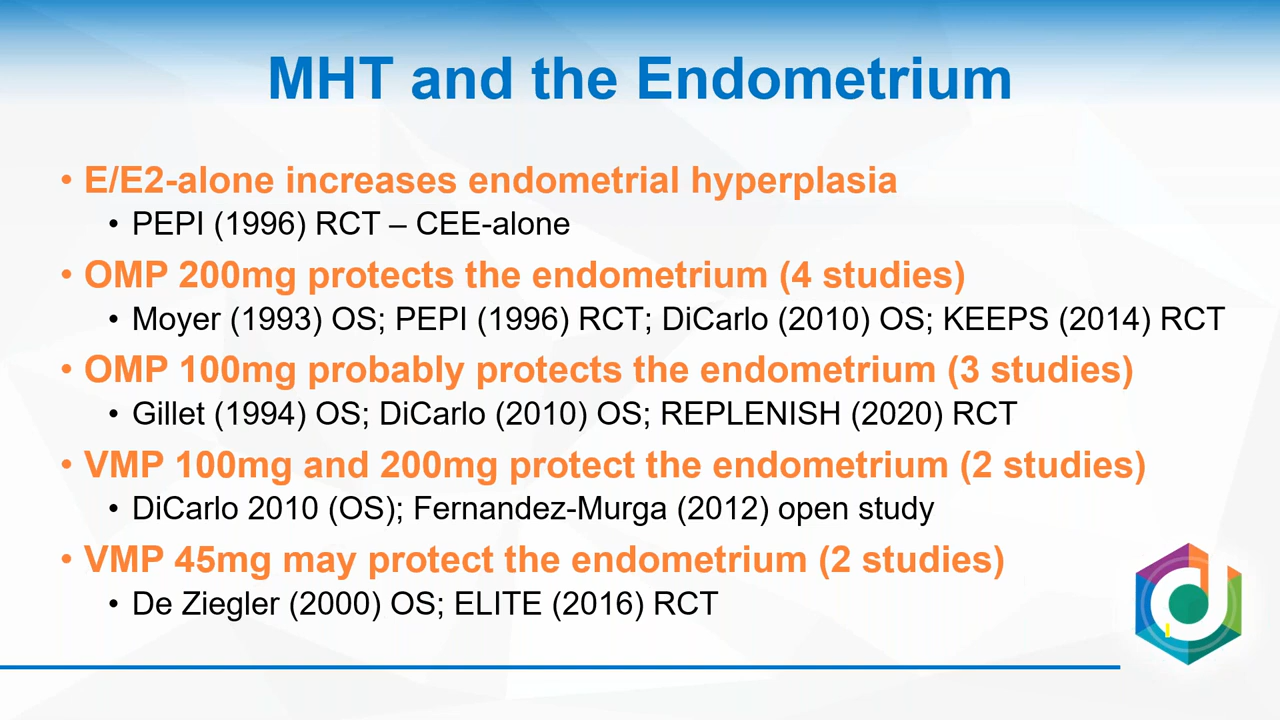 MHT and the Endometrium
• E/E2-alone increases endometrial hyperplasia
• PEPI (1996) RCT – CEE-alone
• OMP 200mg protects the endometrium (4 studies)
• Moyer (1993) OS; PEPI (1996) RCT; DiCarlo (2010) OS; KEEPS (2014) RCT
• OMP 100mg probably protects the endometrium (3 studies)
• Gillet (1994) OS; DiCarlo (2010) OS; REPLENISH (2020) RCT
• VMP 100mg and 200mg protect the endometrium (2 studies)
• DiCarlo 2010 (OS); Fernandez-Murga (2012) open study
• VMP 45mg may protect the endometrium (2 studies)
• De Ziegler (2000) OS; ELITE (2016) RCT